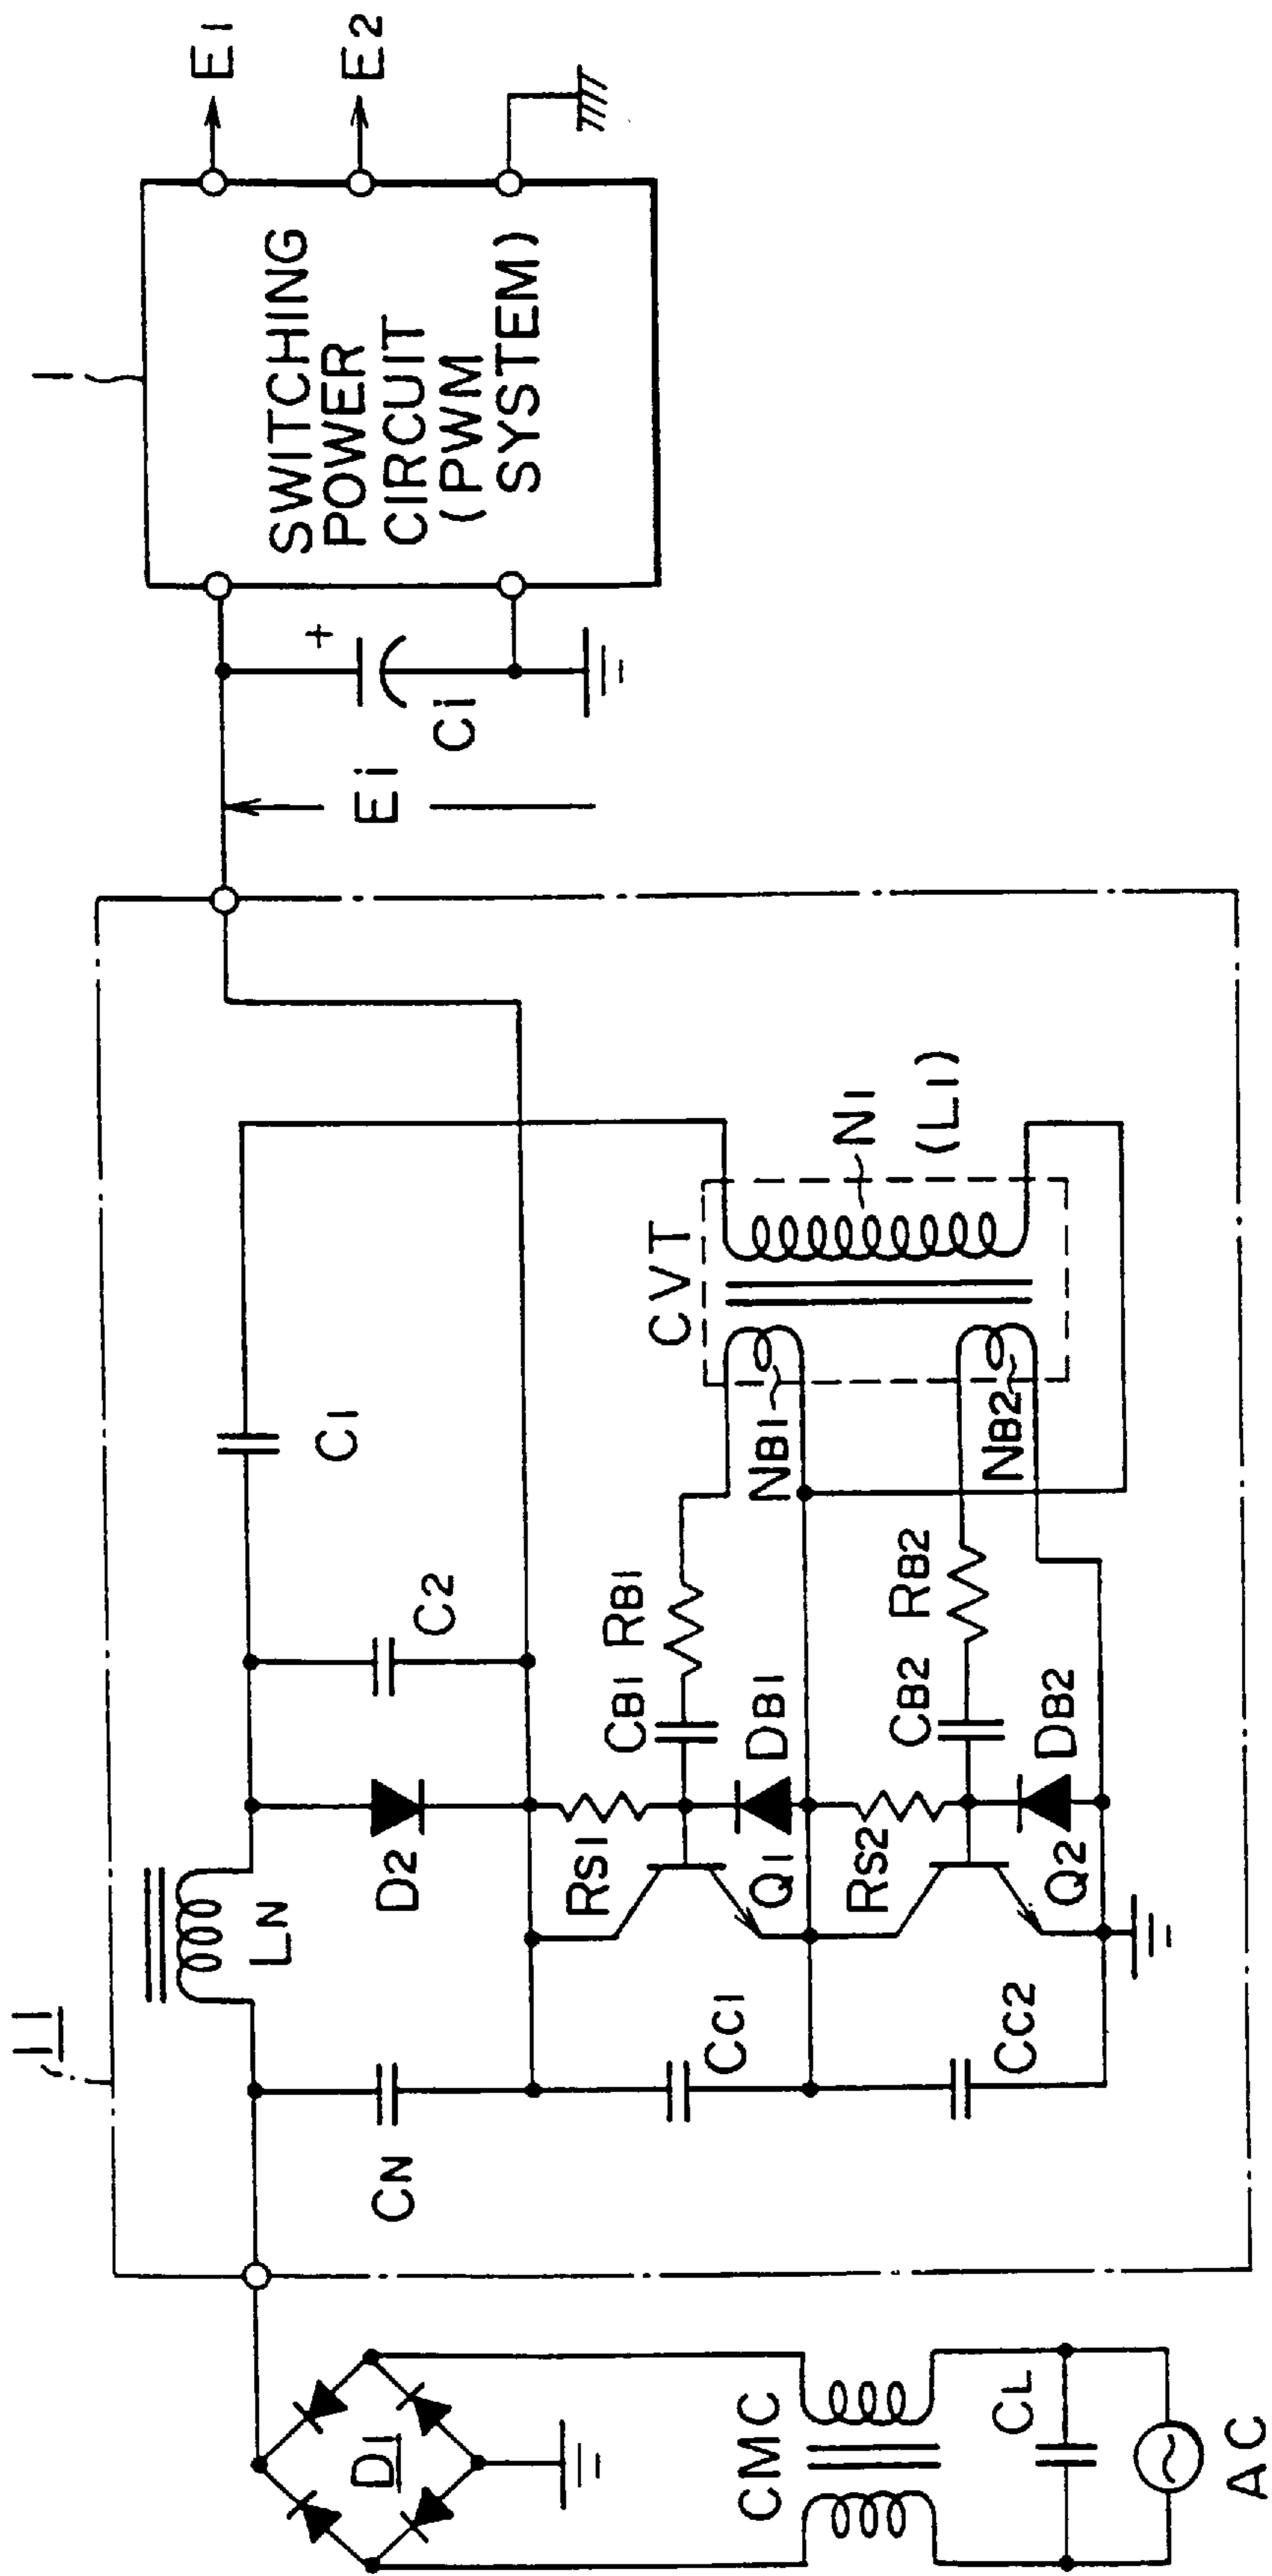 11
1
LN
CN
D2
C2
C1
Ei
Ci
+
SWITCHING
POWER
CIRCUIT
(PWM
SYSTEM)
E1
E2
D1
CC1
RS1
Q1
CB1
RB1
DB1
NB1
CVT
N1
(L1)
CC2
RS2
Q2
CB2
RB2
DB2
NB2
CMC
CL
AC